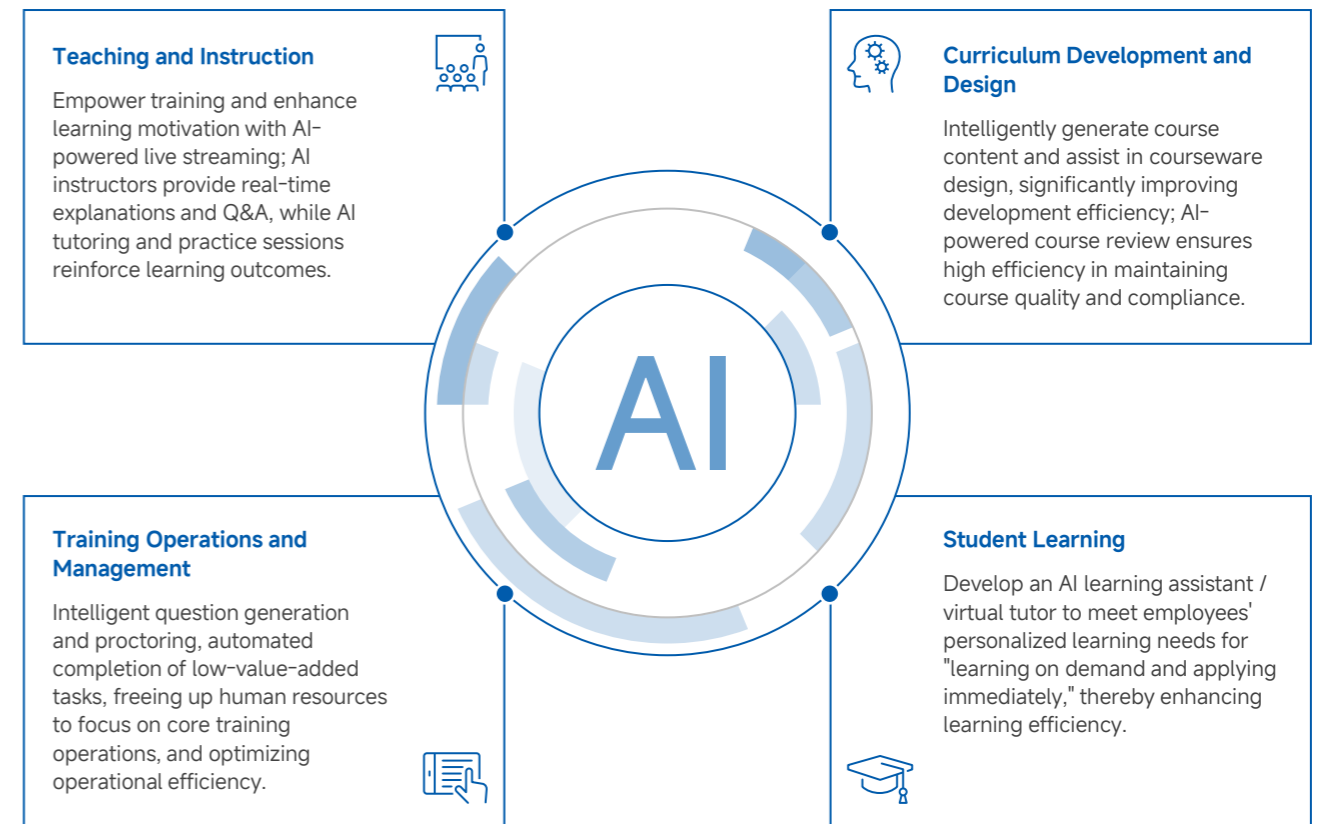 Teaching and Instruction
Empower training and enhance
learning motivation with AI-
powered live streaming; AI
instructors provide real-time
explanations and Q&A, while AI
tutoring and practice sessions
reinforce learning outcomes.
Curriculum Development and
Design
Intelligently generate course
content and assist in courseware
design, significantly improving
development efficiency; AI-
powered course review ensures
high efficiency in maintaining
course quality and compliance.
AI
Training Operations and
Management
Intelligent question generation
and proctoring, automated
completion of low-value-added
tasks, freeing up human resources
to focus on core training
operations, and optimizing
operational efficiency.
Student Learning
Develop an AI learning assistant /
virtual tutor to meet employees'
personalized learning needs for
"learning on demand and applying
immediately," thereby enhancing
learning efficiency.